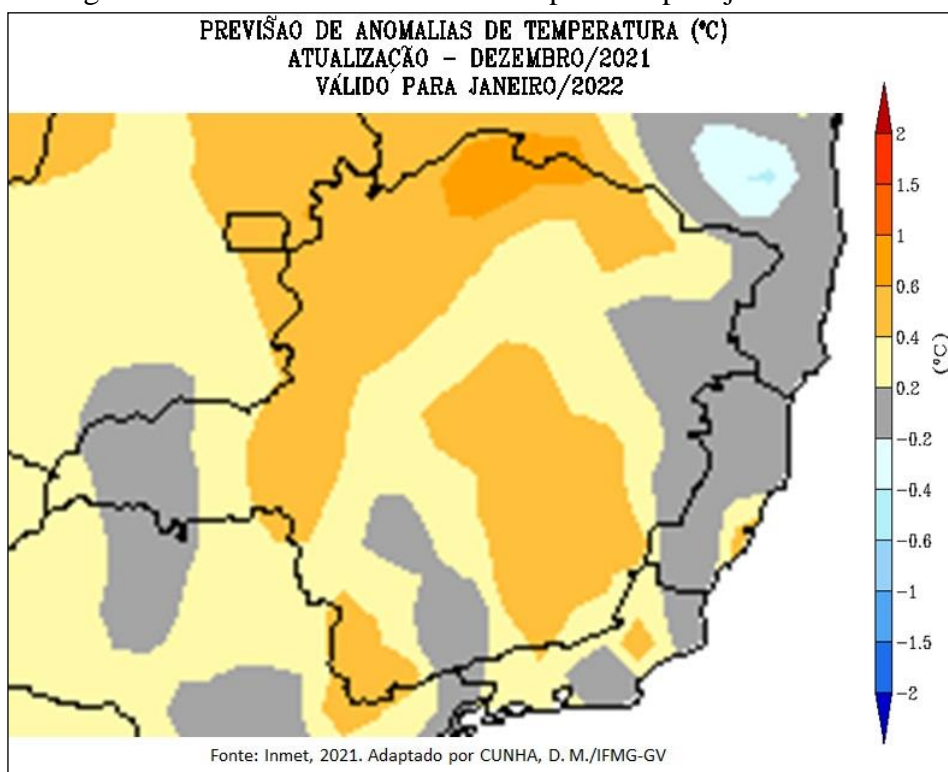 PREVISÃO DE ANOMALIAS DE TEMPERATURA (°C)
ATUALIZAÇÃO - DEZEMBRO/2021
VÁLIDO PARA JANEIRO/2022
2
1.5
1
0.6
0.4
0.2
-0.2
-0.4
-0.6
-1
-1.5
-2
(°C)
Fonte: Inmet, 2021. Adaptado por CUNHA, D. M./IFMG-GV